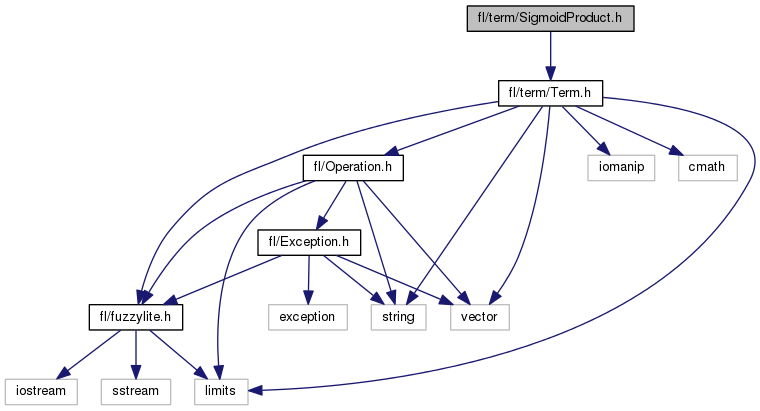 fl/term/SigmoidProduct.h
fl/term/Term.h
fl/Operation.h
iomanip
cmath
fl/Exception.h
fl/fuzzylite.h
exception
string
vector
iostream
sstream
limits